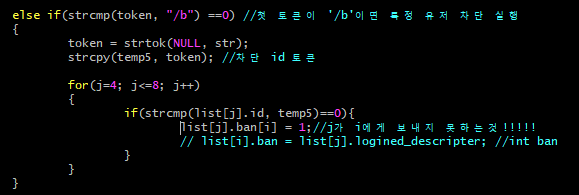 else if(strcmp(token, "/b") ==0) //첫 토큰이 '/b'이면 특정 유저 차단 실행
{
token = strtok(NULL, str);
strcpy(temp5, token); //차단 id 토큰
for(j=4; j<=8; j++)
{
if(strcmp(list[j].id, temp5)==0){
list[j].ban[i] = 1;//j가 i에게 보내지 못하는것!!!!!
// list[i].ban = list[j].logined_descripter; //int ban
}
}
}